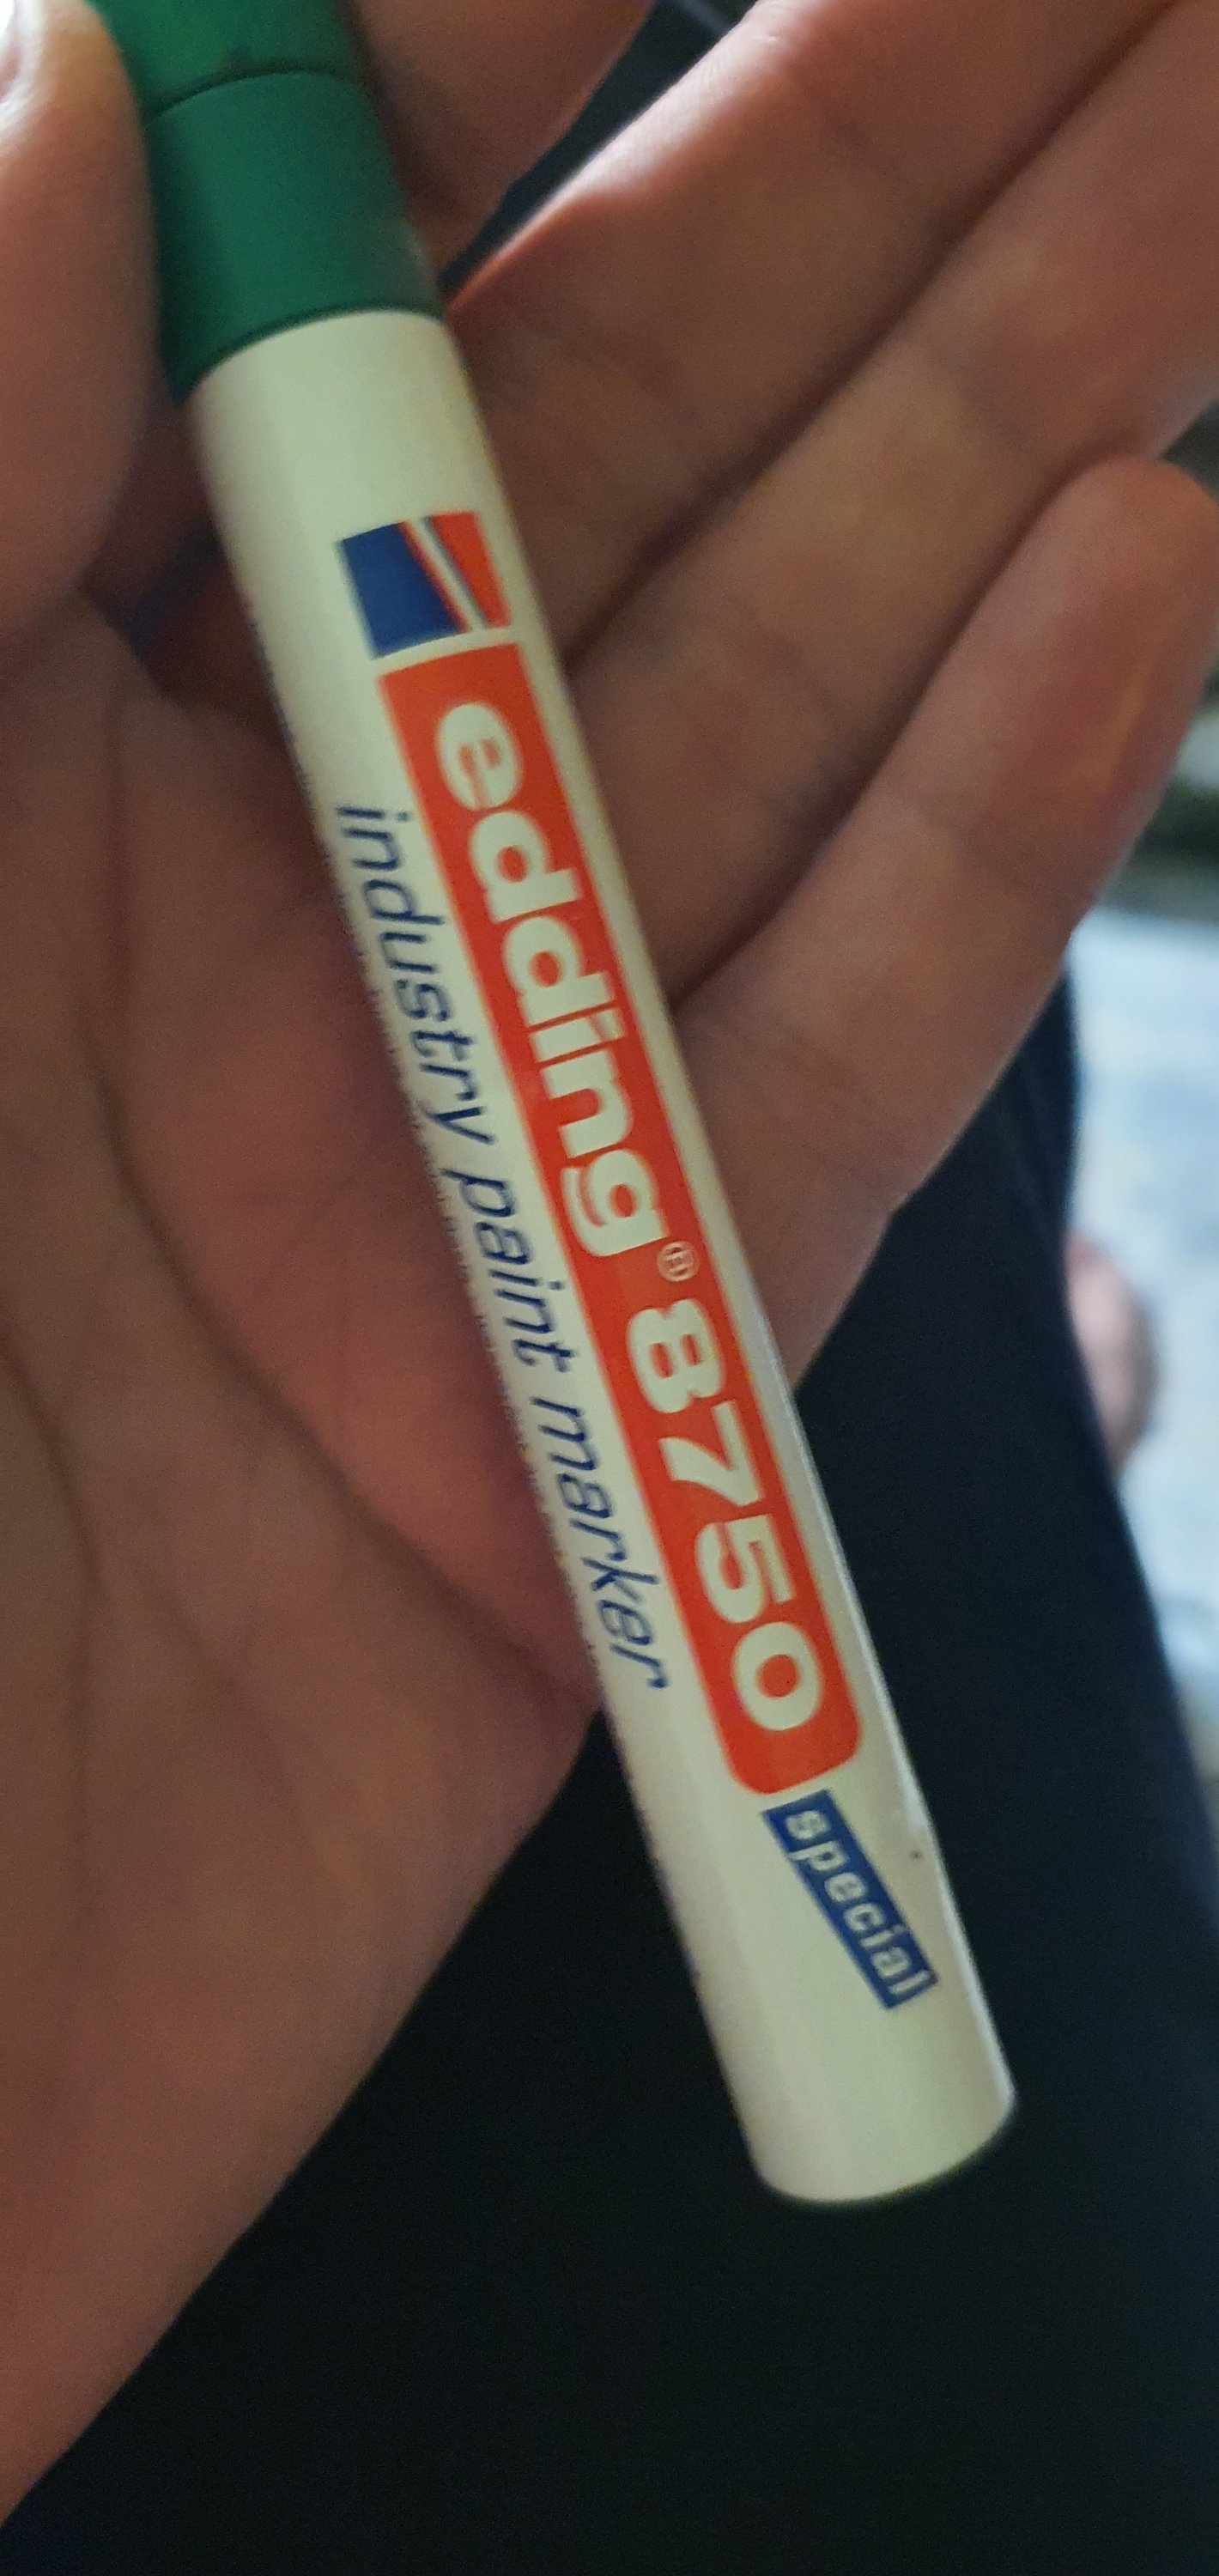 edding® 8750
industry paint marker
special